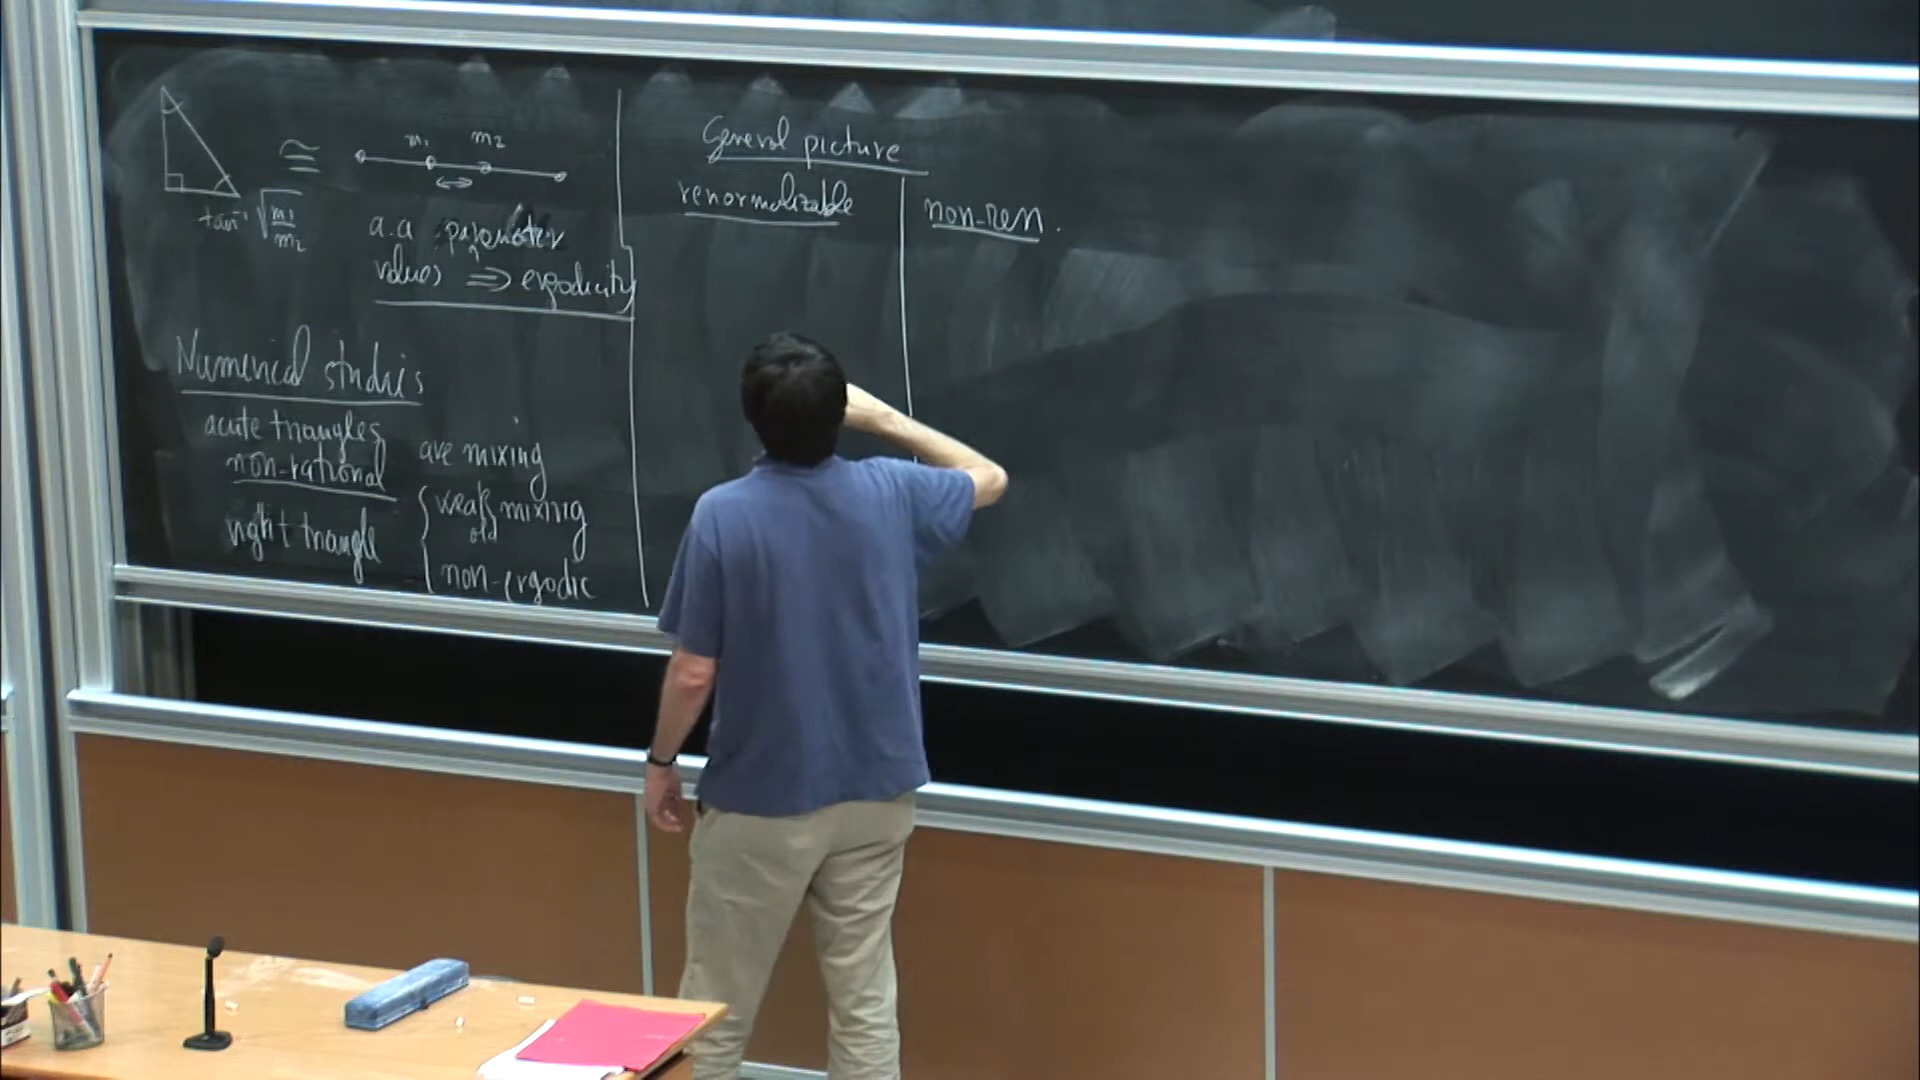 m1 m2
≅
tan⁻¹ √(m1/m2)
a.a parameter
values ⇒ ergodicity
Numerical studies
acute triangles
non-rational
are mixing
right triangle
weak mixing
old
non-ergodic
General picture
renormalizable
non-ren.